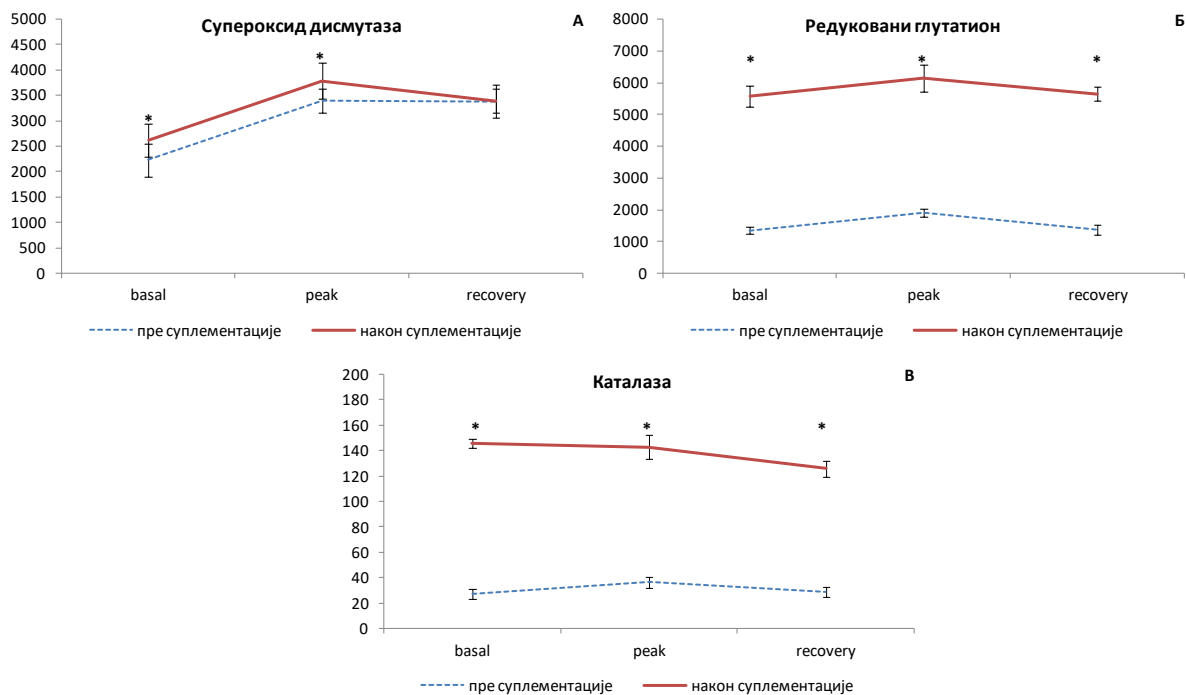 Супероксид дисмутаза
А
5000
4500
4000
3500
3000
2500
2000
1500
1000
500
0
*
*
basal peak recovery
пре суплементације након суплементације
Редуковани глутатион
Б
8000
7000
6000
5000
4000
3000
2000
1000
0
* * *
basal peak recovery
пре суплементације након суплементације
Каталаза
В
200
180
160
140
120
100
80
60
40
20
0
* * *
basal peak recovery
пре суплементације након суплементације